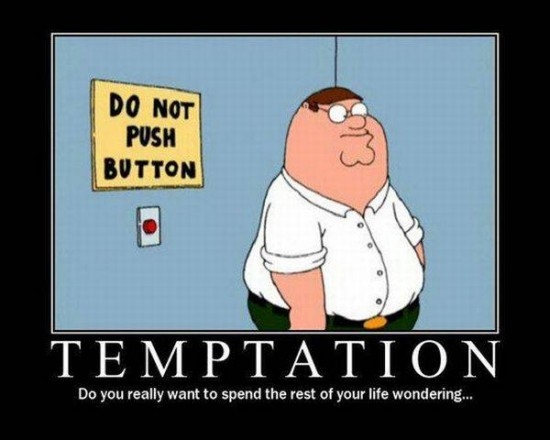 DO NOT
PUSH
BUTTON
TEMPTATION
Do you really want to spend the rest of your life wondering...